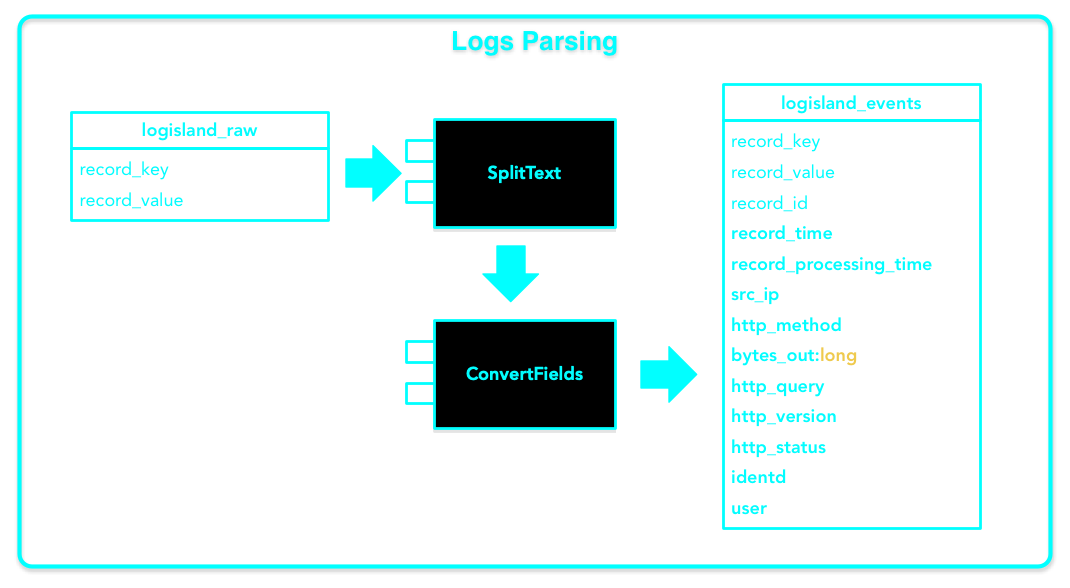 Logs Parsing
logisland_raw
record_key
record_value
SplitText
ConvertFields
logisland_events
record_key
record_value
record_id
record_time
record_processing_time
src_ip
http_method
bytes_out:long
http_query
http_version
http_status
identd
user